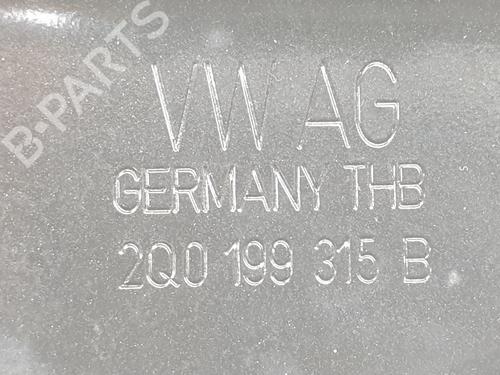 B-PARTS
VW AG
GERMANY THB
2Q0 199 315 B